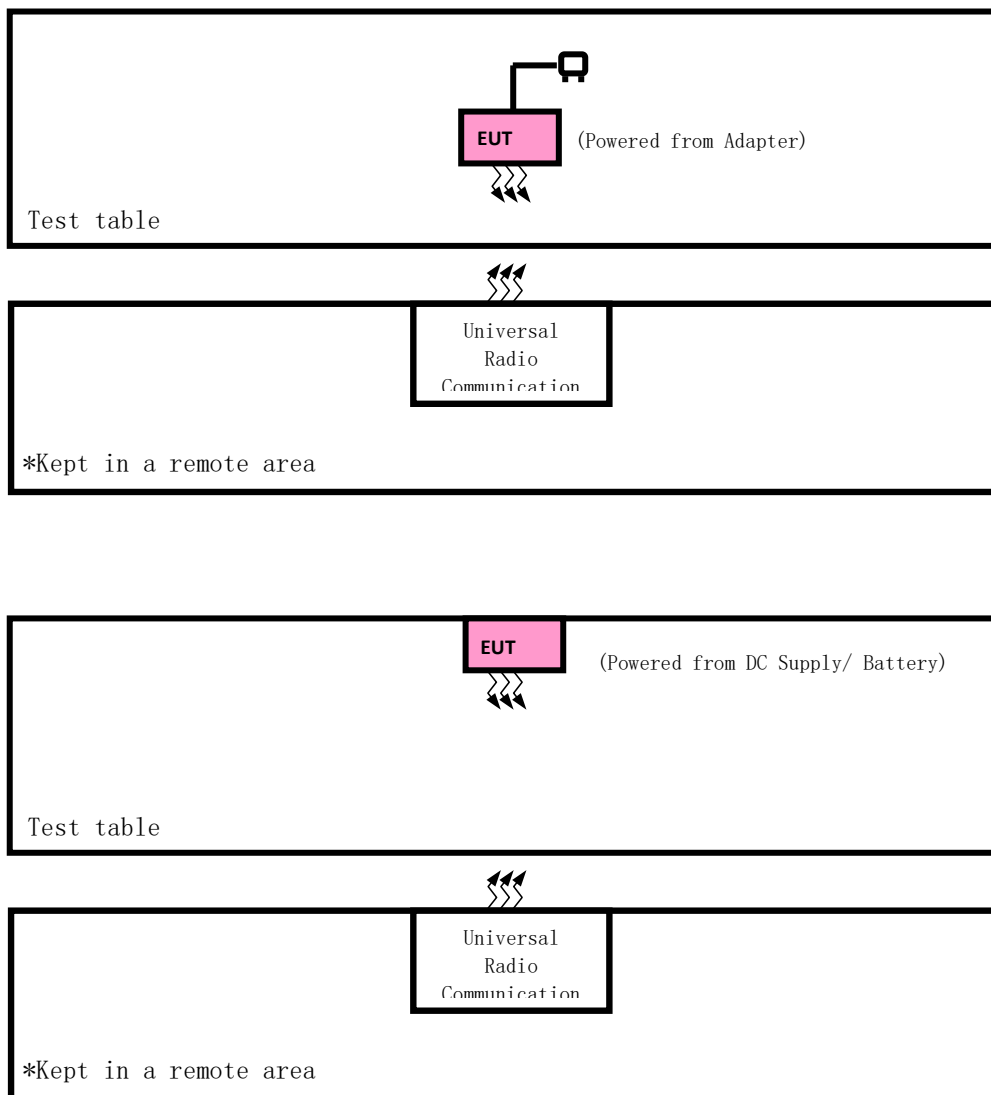 EUT
(Powered from Adapter)
Test table
Universal
Radio
Communication
*Kept in a remote area
EUT
(Powered from DC Supply/ Battery)
Test table
Universal
Radio
Communication
*Kept in a remote area